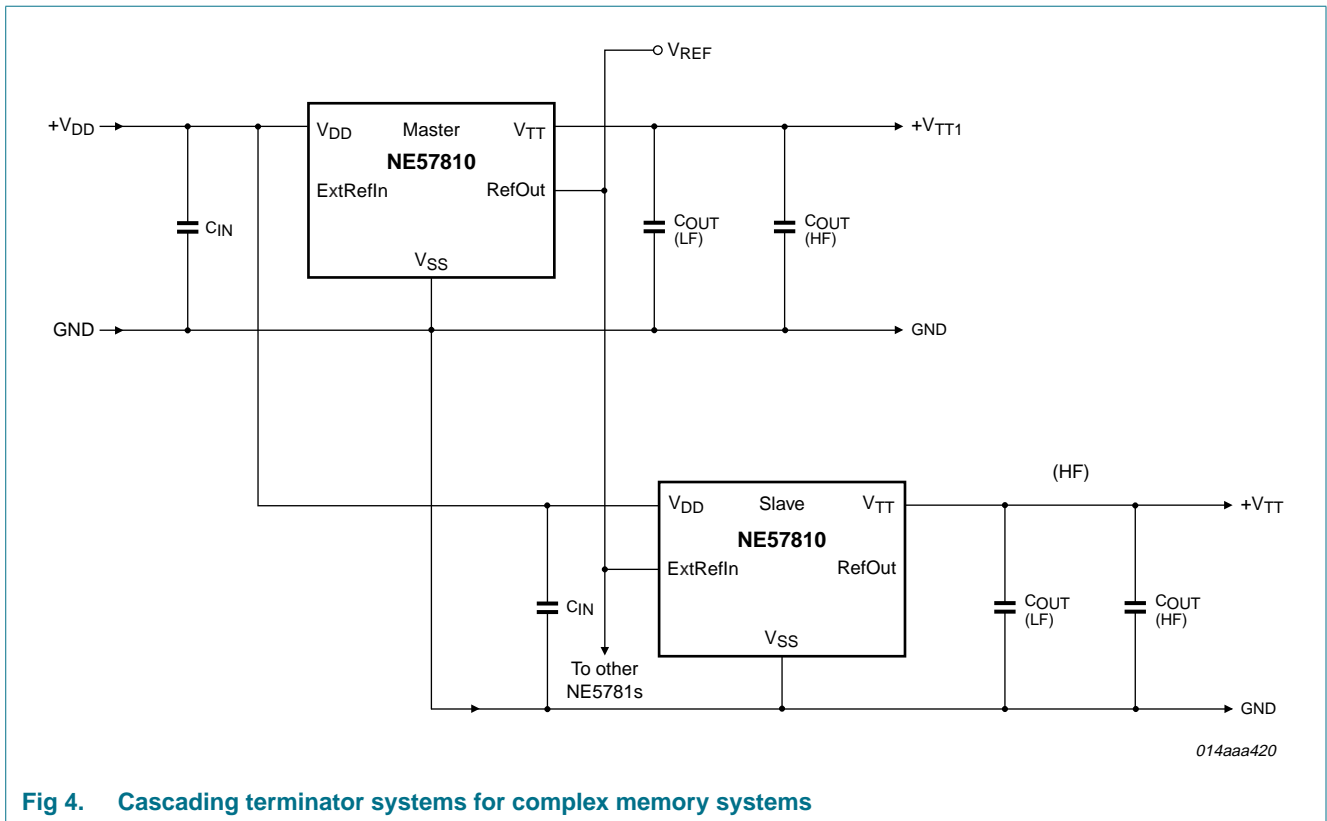 VREF
+VDD
VDD
Master
VTT
+VTT1
NE57810
ExtRefIn
RefOut
CIN
COUT
(LF)
COUT
(HF)
VSS
GND
GND
(HF)
VDD
Slave
VTT
+VTT
NE57810
ExtRefIn
RefOut
CIN
COUT
(LF)
COUT
(HF)
VSS
To other
NE5781s
GND
014aaa420
Fig 4. Cascading terminator systems for complex memory systems